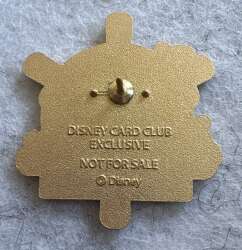 DISNEY CARD CLUB
EXCLUSIVE
NOT FOR SALE
© Disney